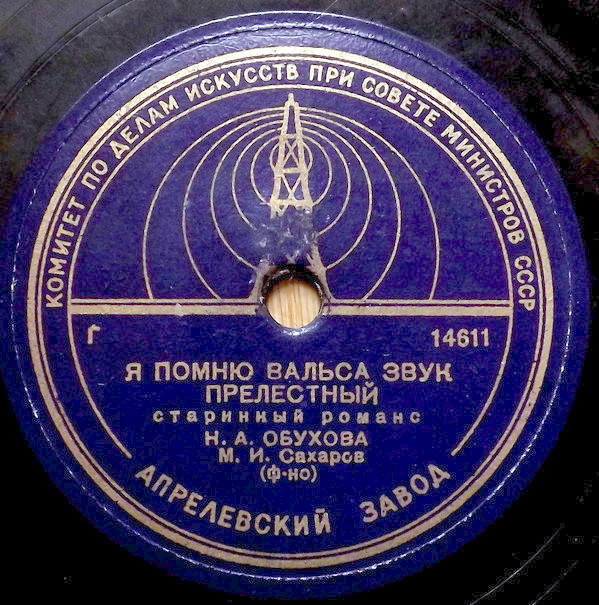 КОМИТЕТ ПО ДЕЛАМ ИСКУССТВ ПРИ СОВЕТЕ МИНИСТРОВ СССР
Г 14611
Я ПОМНЮ ВАЛЬСА ЗВУК
ПРЕЛЕСТНЫЙ
старинный романс
Н. А. ОБУХОВА
М. И. Сахаров
(ф-но)
АПРЕЛЕВСКИЙ ЗАВОД